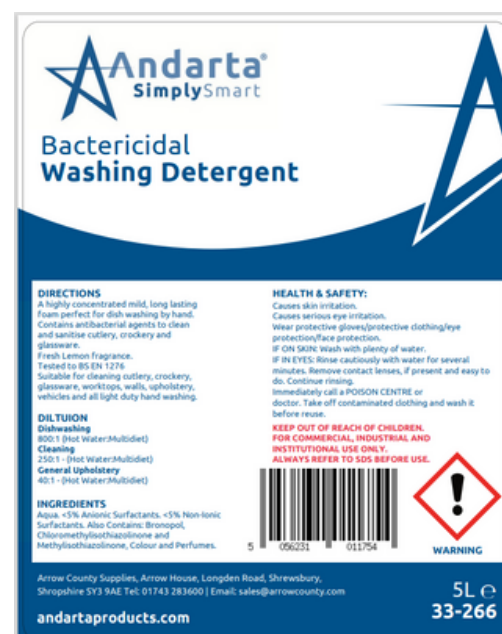 Andarta®
SimplySmart
Bactericidal
Washing Detergent
DIRECTIONS
A highly concentrated mild, long lasting
foam perfect for dish washing by hand.
Contains antibacterial agents to clean
and sanitise cutlery, crockery and
glassware.
Fresh Lemon fragrance.
Tested to BS EN 1276
Suitable for cleaning cutlery, crockery,
glassware, worktops, walls, upholstery,
vehicles and all light duty hand washing.
DILTUION
Dishwashing
800:1 (Hot Water:Multidiet)
Cleaning
250:1 - (Hot Water:Multidiet)
General Upholstery
40:1 - (Hot Water:Multidiet)
INGREDIENTS
Aqua. <5% Anionic Surfactants. <5% Non-Ionic
Surfactants. Also Contains: Bronopol,
Chloromethylisothiazolinone and
Methylisothiazolinone, Colour and Perfumes.
HEALTH & SAFETY:
Causes skin irritation.
Causes serious eye irritation.
Wear protective gloves/protective clothing/eye
protection/face protection.
IF ON SKIN: Wash with plenty of water.
IF IN EYES: Rinse cautiously with water for several
minutes. Remove contact lenses, if present and easy to
do. Continue rinsing.
Immediately call a POISON CENTRE or
doctor. Take off contaminated clothing and wash it
before reuse.
KEEP OUT OF REACH OF CHILDREN.
FOR COMMERCIAL, INDUSTRIAL AND
INSTITUTIONAL USE ONLY.
ALWAYS REFER TO SDS BEFORE USE.
5 056231 011754
WARNING
Arrow County Supplies, Arrow House, Longden Road, Shrewsbury,
Shropshire SY3 9AE Tel: 01743 283600 | Email: sales@arrowcounty.com
andartaproducts.com
5L ℮
33-266